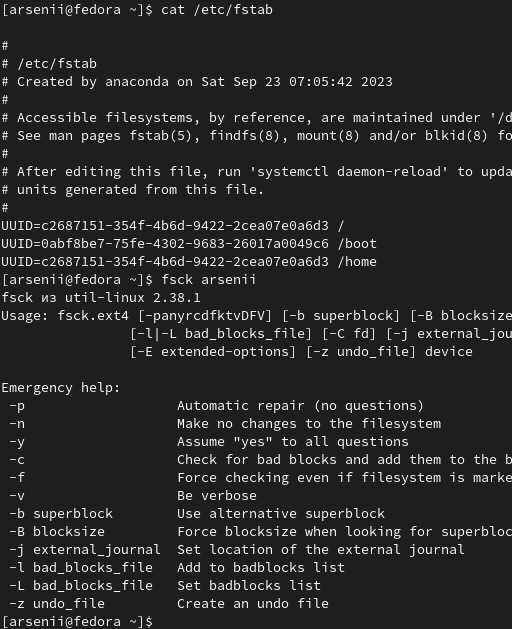 [arsenii@fedora ~]$ cat /etc/fstab
#
# /etc/fstab
# Created by anaconda on Sat Sep 23 07:05:42 2023
#
# Accessible filesystems, by reference, are maintained under '/d
# See man pages fstab(5), findfs(8), mount(8) and/or blkid(8) fo
#
# After editing this file, run 'systemctl daemon-reload' to upda
# units generated from this file.
#
UUID=c2687151-354f-4b6d-9422-2cea07e0a6d3 /
UUID=0abf8be7-75fe-4302-9683-26017a0049c6 /boot
UUID=c2687151-354f-4b6d-9422-2cea07e0a6d3 /home
[arsenii@fedora ~]$ fsck arsenii
fsck из util-linux 2.38.1
Usage: fsck.ext4 [-panyrcdfktvDFV] [-b superblock] [-B blocksize
[-l|-L bad_blocks_file] [-C fd] [-j external_jou
[-E extended-options] [-z undo_file] device
Emergency help:
-p Automatic repair (no questions)
-n Make no changes to the filesystem
-y Assume "yes" to all questions
-c Check for bad blocks and add them to the b
-f Force checking even if filesystem is marke
-v Be verbose
-b superblock Use alternative superblock
-B blocksize Force blocksize when looking for superbloc
-j external_journal Set location of the external journal
-l bad_blocks_file Add to badblocks list
-L bad_blocks_file Set badblocks list
-z undo_file Create an undo file
[arsenii@fedora ~]$